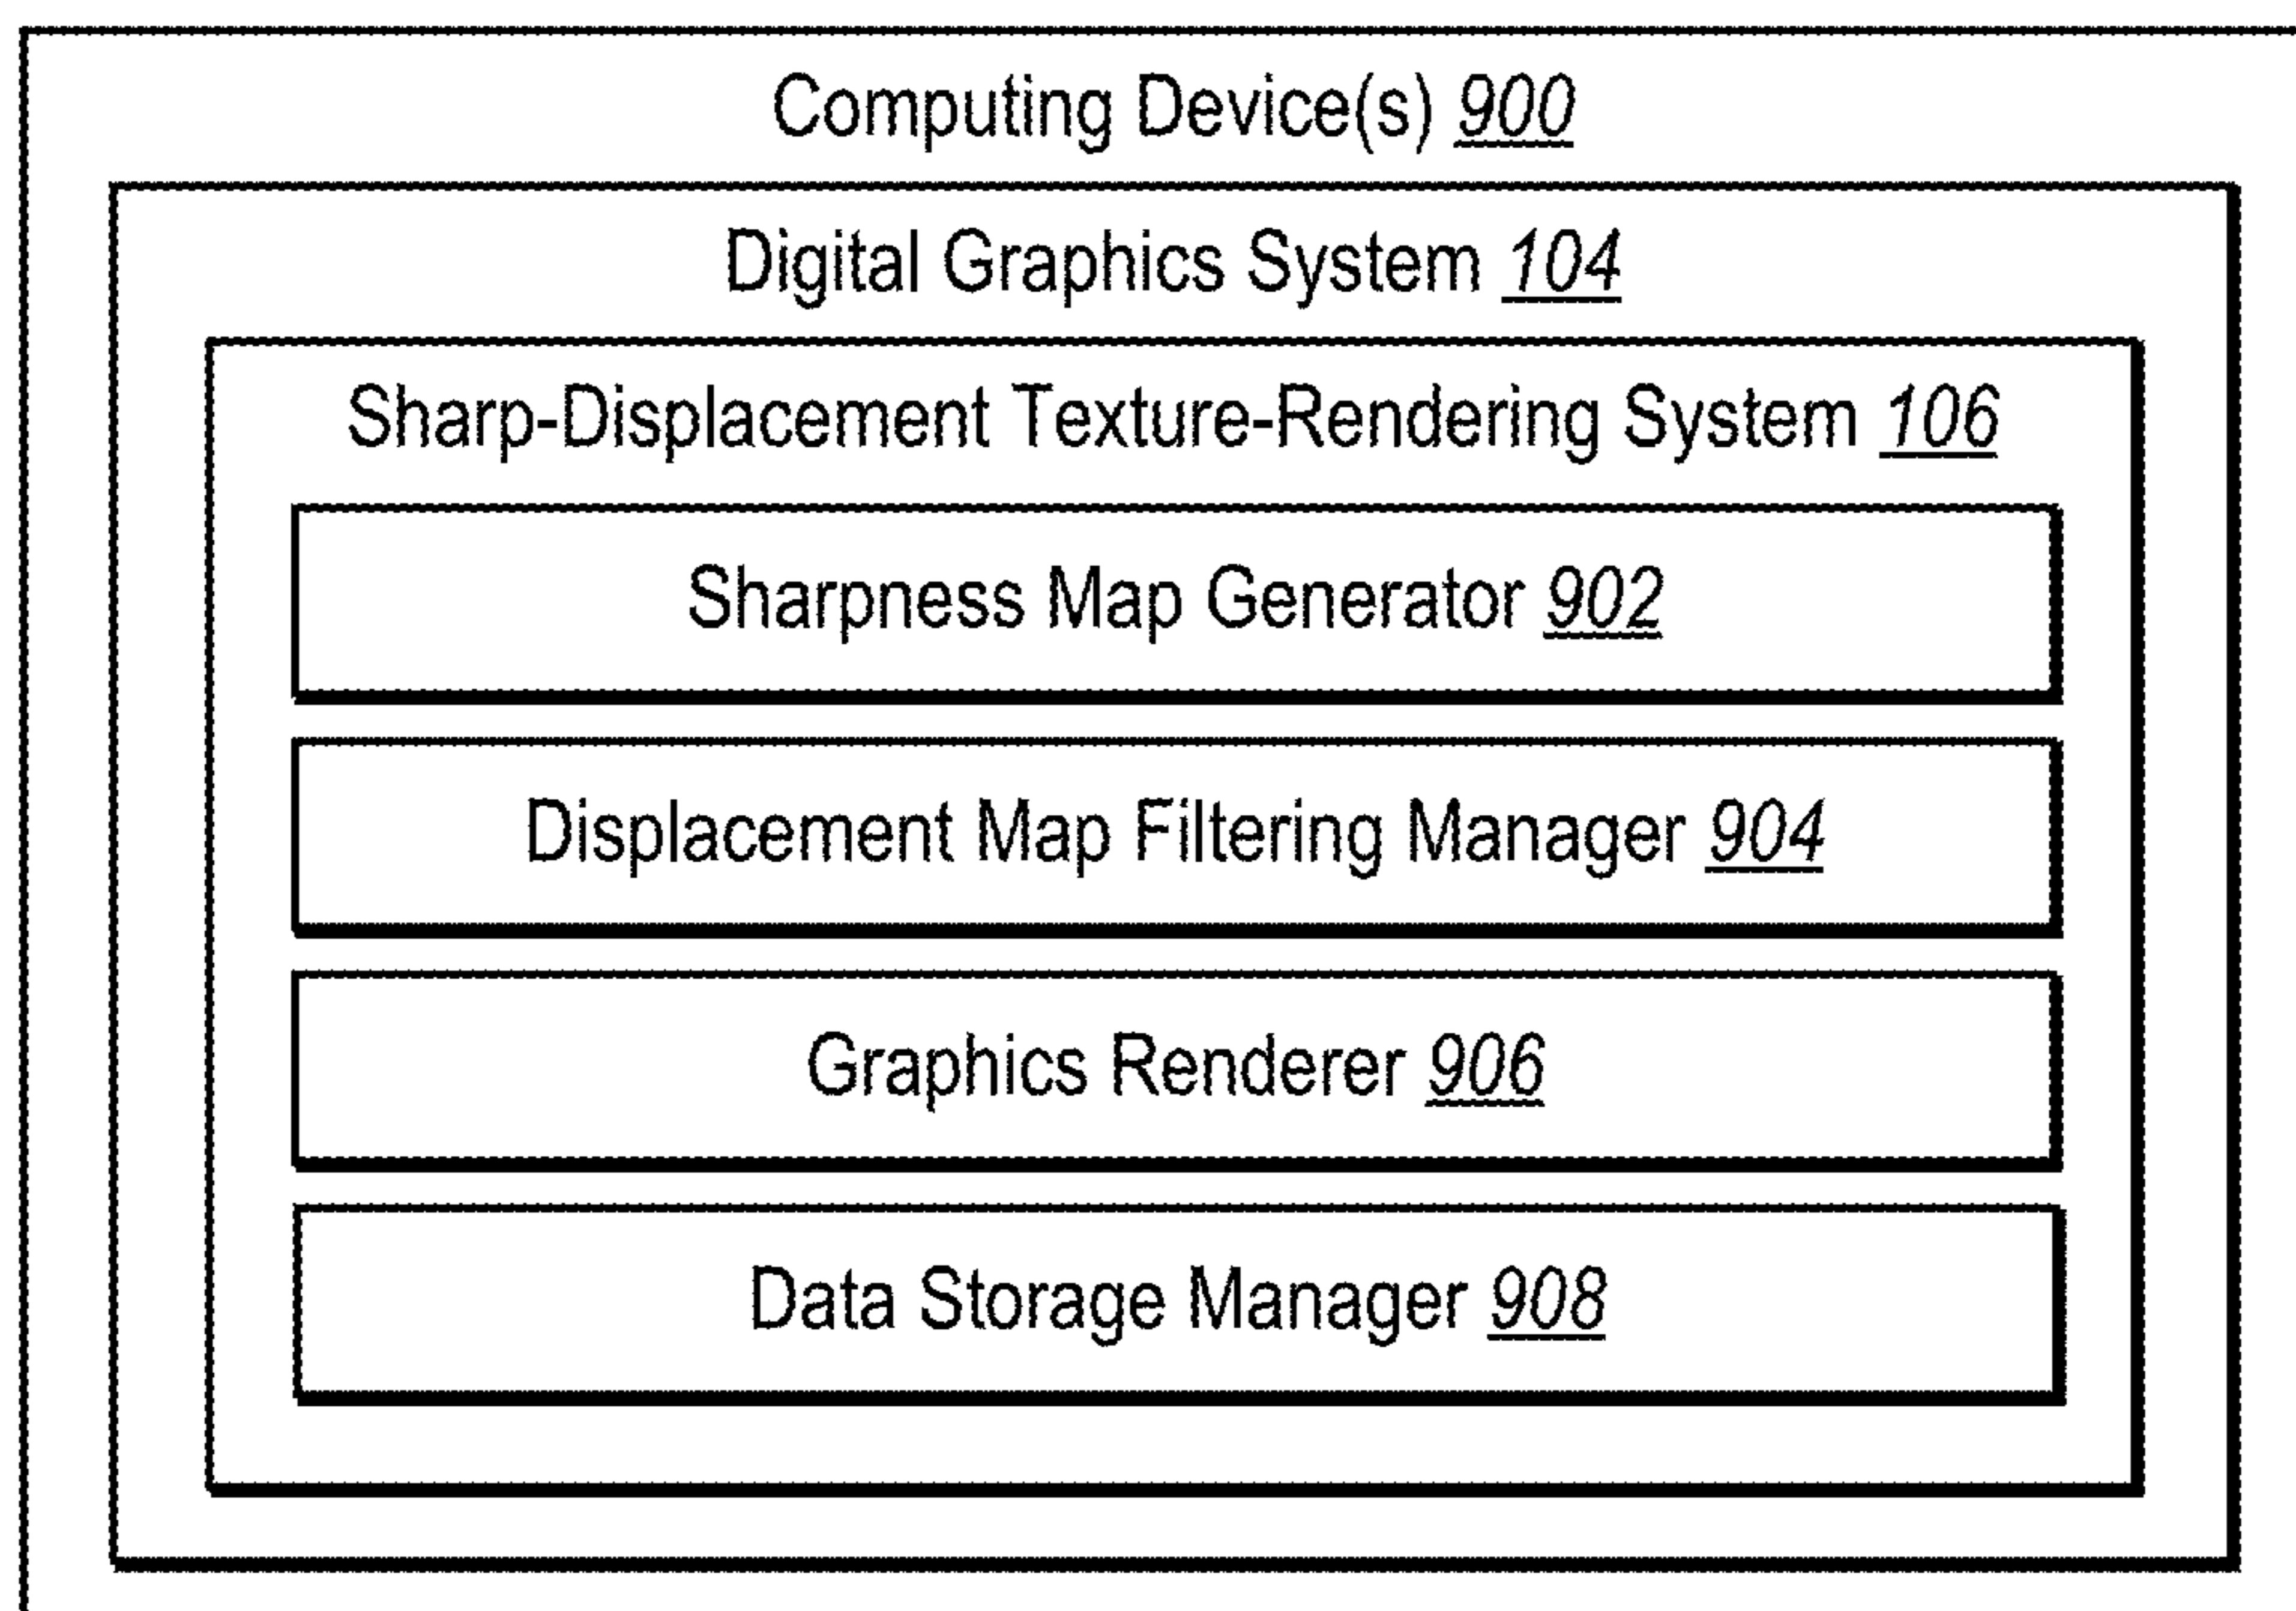 Computing Device(s) 900
Digital Graphics System 104
Sharp-Displacement Texture-Rendering System 106
Sharpness Map Generator 902
Displacement Map Filtering Manager 904
Graphics Renderer 906
Data Storage Manager 908